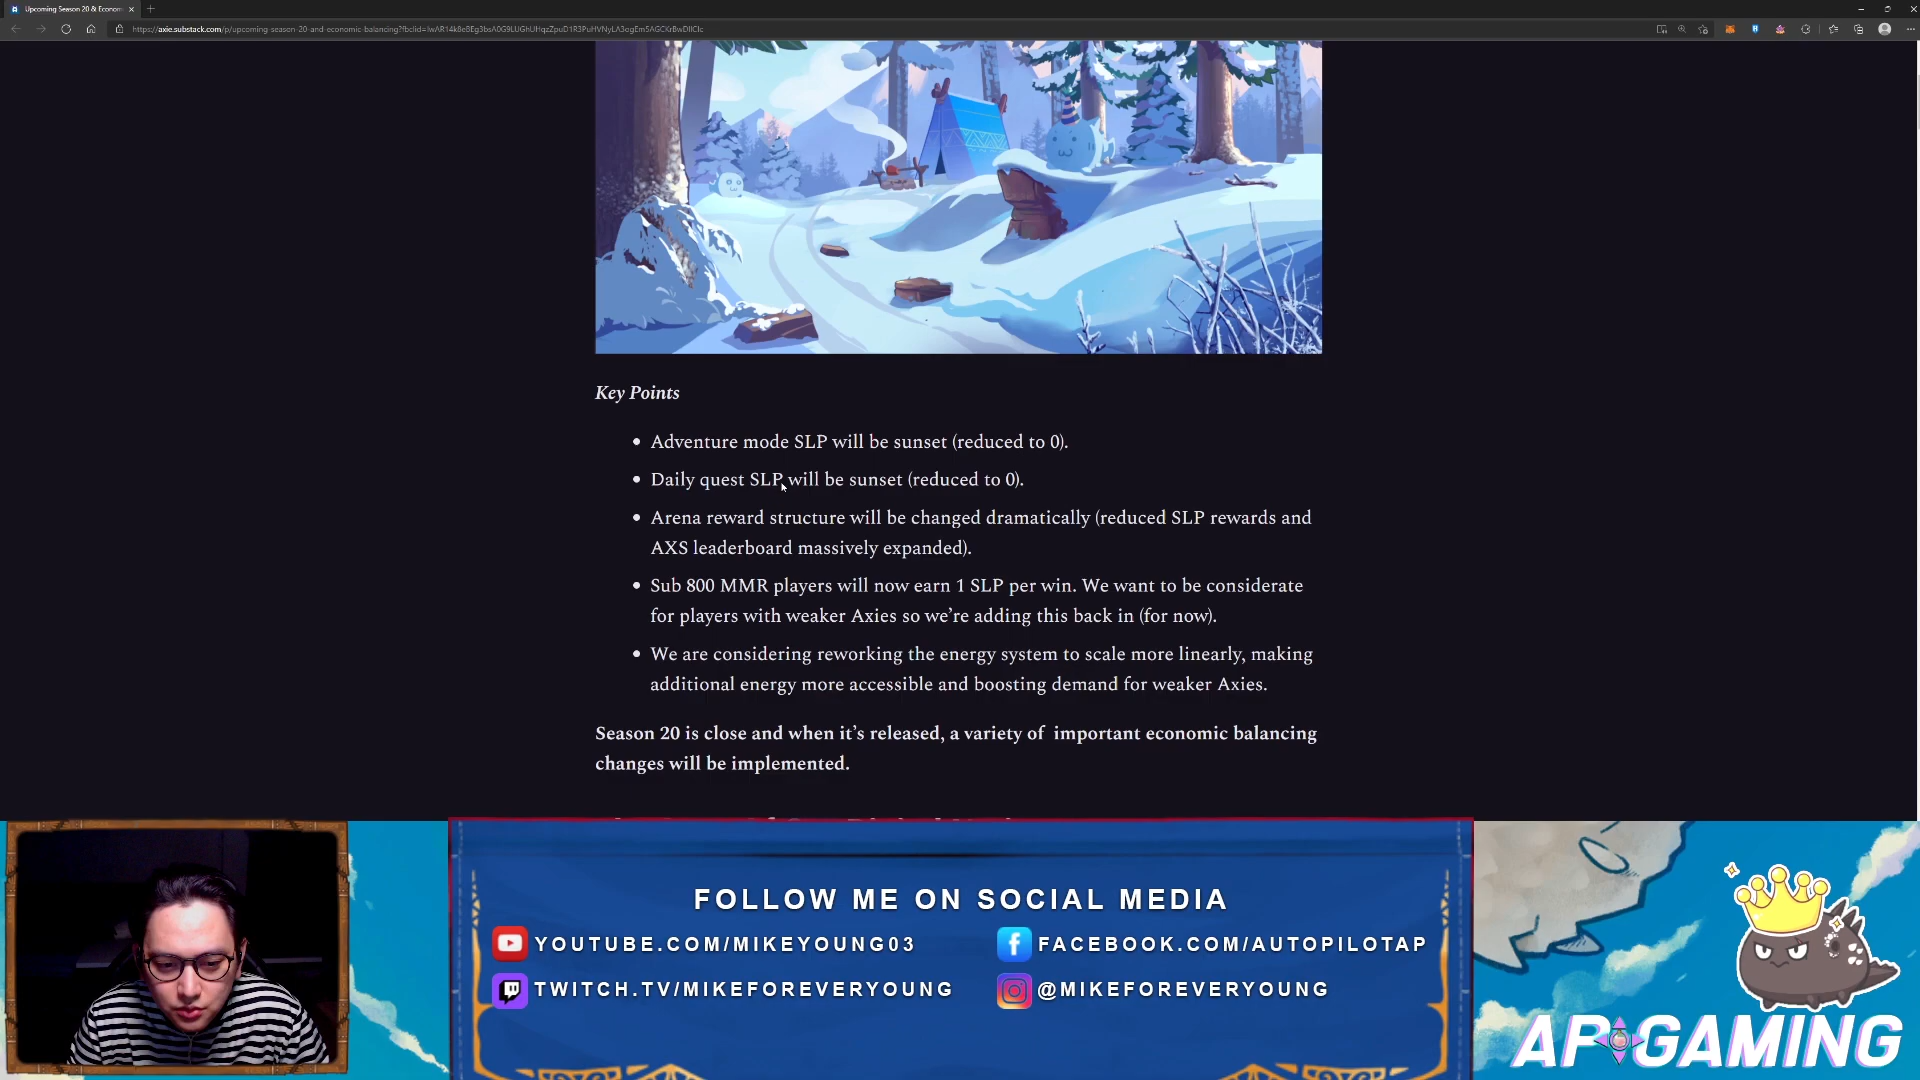 Upcoming Season 20 & Econom
Key Points
• Adventure mode SLP will be sunset (reduced to 0).
• Daily quest SLP will be sunset (reduced to 0).
• Arena reward structure will be changed dramatically (reduced SLP rewards and
AXS leaderboard massively expanded).
• Sub 800 MMR players will now earn 1 SLP per win. We want to be considerate
for players with weaker Axies so we’re adding this back in (for now).
• We are considering reworking the energy system to scale more linearly, making
additional energy more accessible and boosting demand for weaker Axies.
Season 20 is close and when it’s released, a variety of important economic balancing
changes will be implemented.
FOLLOW ME ON SOCIAL MEDIA
YOUTUBE.COM/MIKEYOUNG03
FACEBOOK.COM/AUTOPILOTAP
TWITCH.TV/MIKEFOREVERYOUNG
@MIKEFOREVERYOUNG
AP GAMING